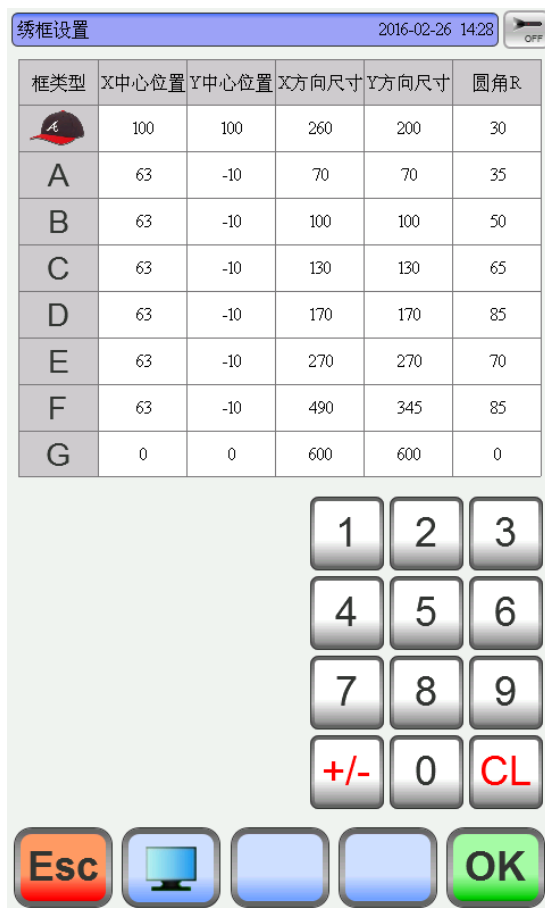 绣框设置 2016-02-26 14:28 OFF
框类型 X中心位置 Y中心位置 X方向尺寸 Y方向尺寸 圆角R
A 100 100 260 200 30
A 63 -10 70 70 35
B 63 -10 100 100 50
C 63 -10 130 130 65
D 63 -10 170 170 85
E 63 -10 270 270 70
F 63 -10 490 345 85
G 0 0 600 600 0
1 2 3
4 5 6
7 8 9
+/- 0 CL
Esc OK